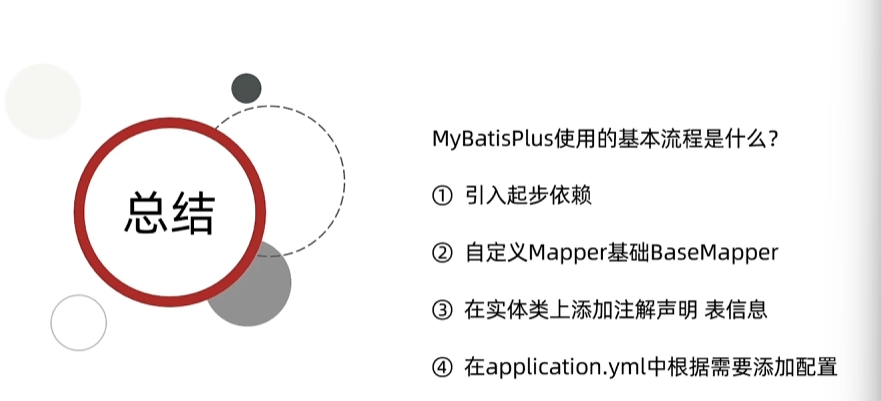 总结
MyBatisPlus使用的基本流程是什么？
① 引入起步依赖
② 自定义Mapper基础BaseMapper
③ 在实体类上添加注解声明 表信息
④ 在application.yml中根据需要添加配置